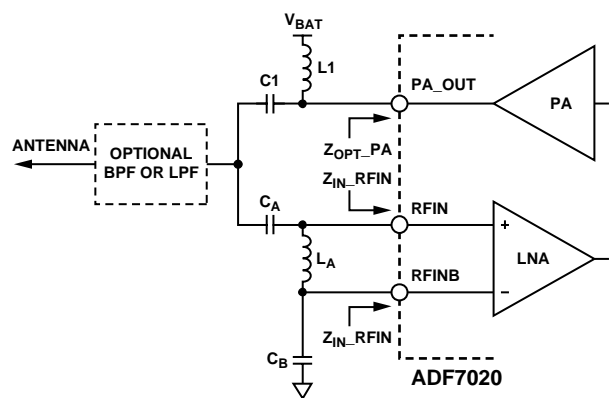 VBAT
L1
C1
PA_OUT
PA
ANTENNA
OPTIONAL
BPF OR LPF
ZOPT_PA
ZIN_RFIN
CA
RFIN
+
LA
LNA
RFINB
−
ZIN_RFIN
CB
ADF7020